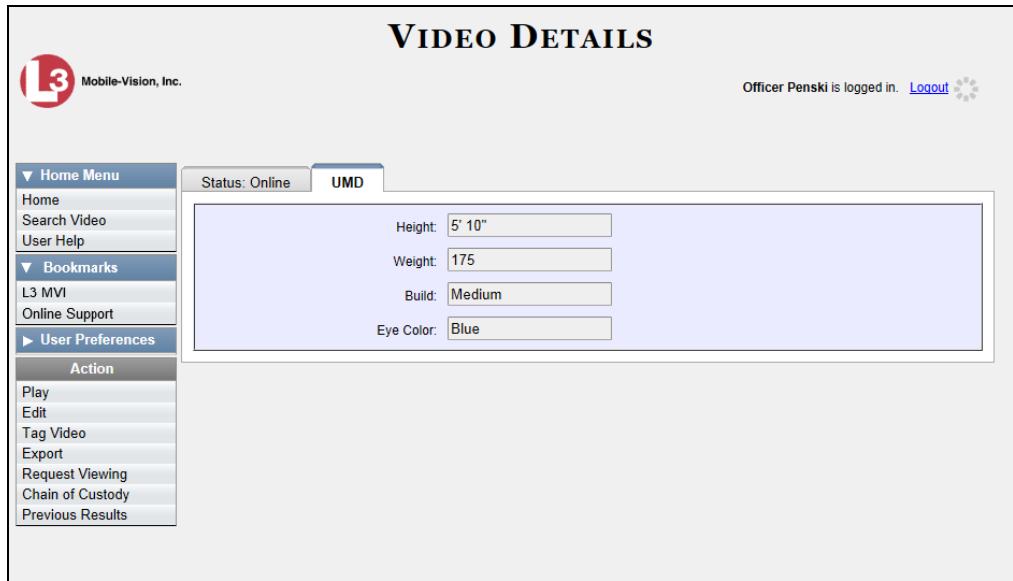 VIDEO DETAILS
L3 Mobile-Vision, Inc.
Officer Penski is logged in. Logout
▼ Home Menu
Home
Search Video
User Help
▼ Bookmarks
L3 MVI
Online Support
▶ User Preferences
Action
Play
Edit
Tag Video
Export
Request Viewing
Chain of Custody
Previous Results
Status: Online UMD
Height: 5' 10"
Weight: 175
Build: Medium
Eye Color: Blue